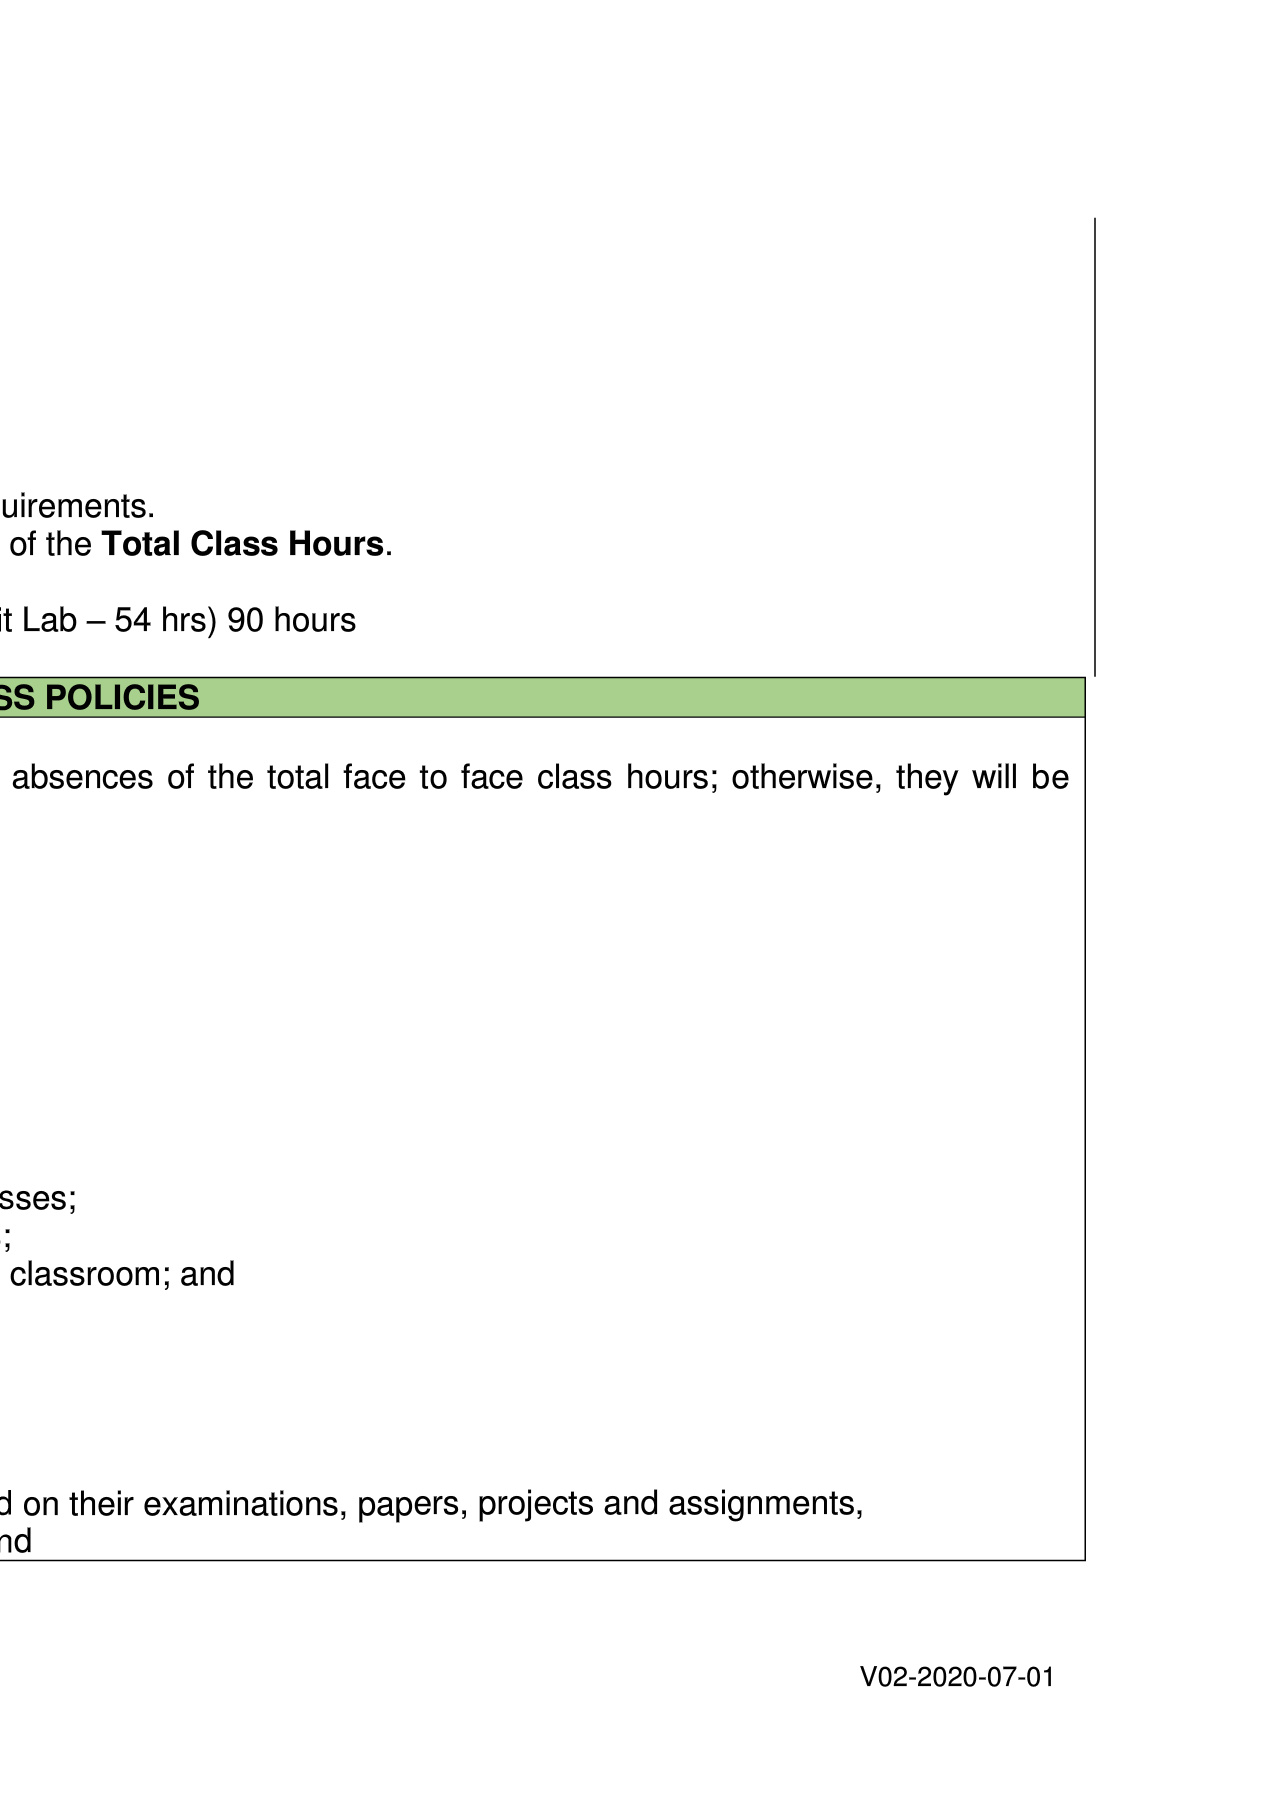 uirements.
of the Total Class Hours.
it Lab – 54 hrs) 90 hours
SS POLICIES
absences of the total face to face class hours; otherwise, they will be
sses;
;
classroom; and
d on their examinations, papers, projects and assignments,
nd
V02-2020-07-01